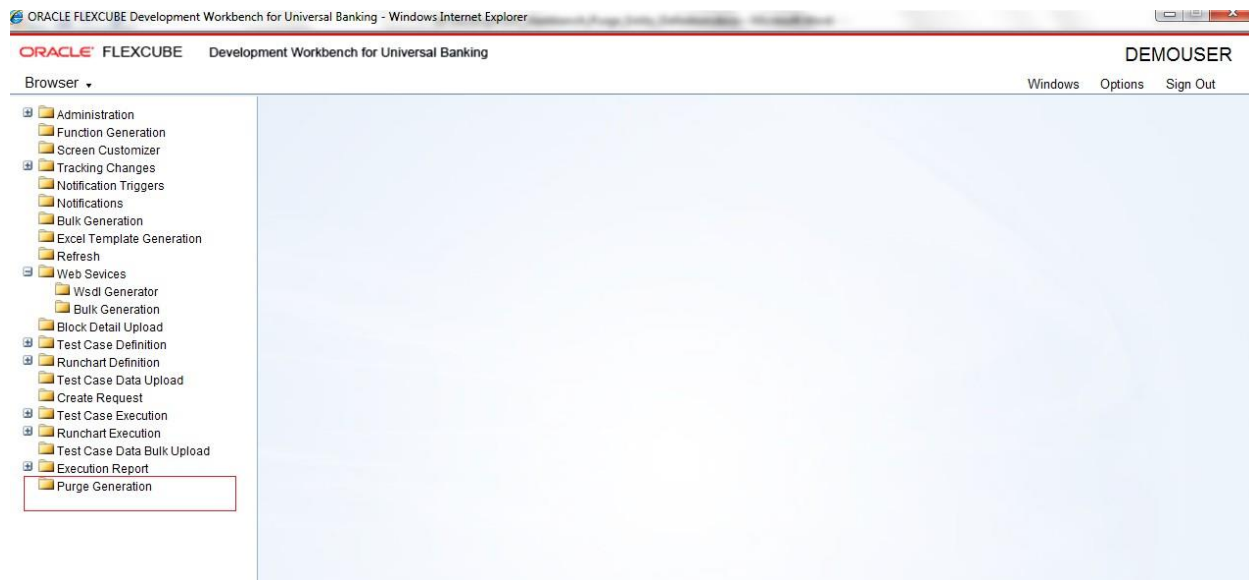 ORACLE FLEXCUBE Development Workbench for Universal Banking - Windows Internet Explorer
ORACLE FLEXCUBE Development Workbench for Universal Banking
DEMOUSER
Browser
Windows Options Sign Out
Administration
Function Generation
Screen Customizer
Tracking Changes
Notification Triggers
Notifications
Bulk Generation
Excel Template Generation
Refresh
Web Sevices
Wsdl Generator
Bulk Generation
Block Detail Upload
Test Case Definition
Runchart Definition
Test Case Data Upload
Create Request
Test Case Execution
Runchart Execution
Test Case Data Bulk Upload
Execution Report
Purge Generation